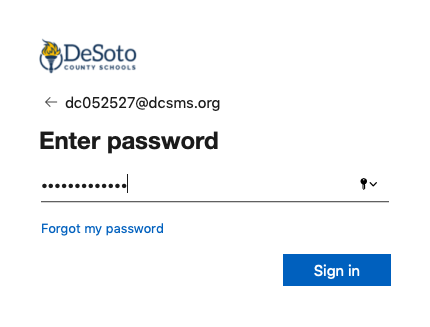 DeSoto
COUNTY SCHOOLS
dc052527@dcsms.org
Enter password
•••••••••••••
Forgot my password
Sign in